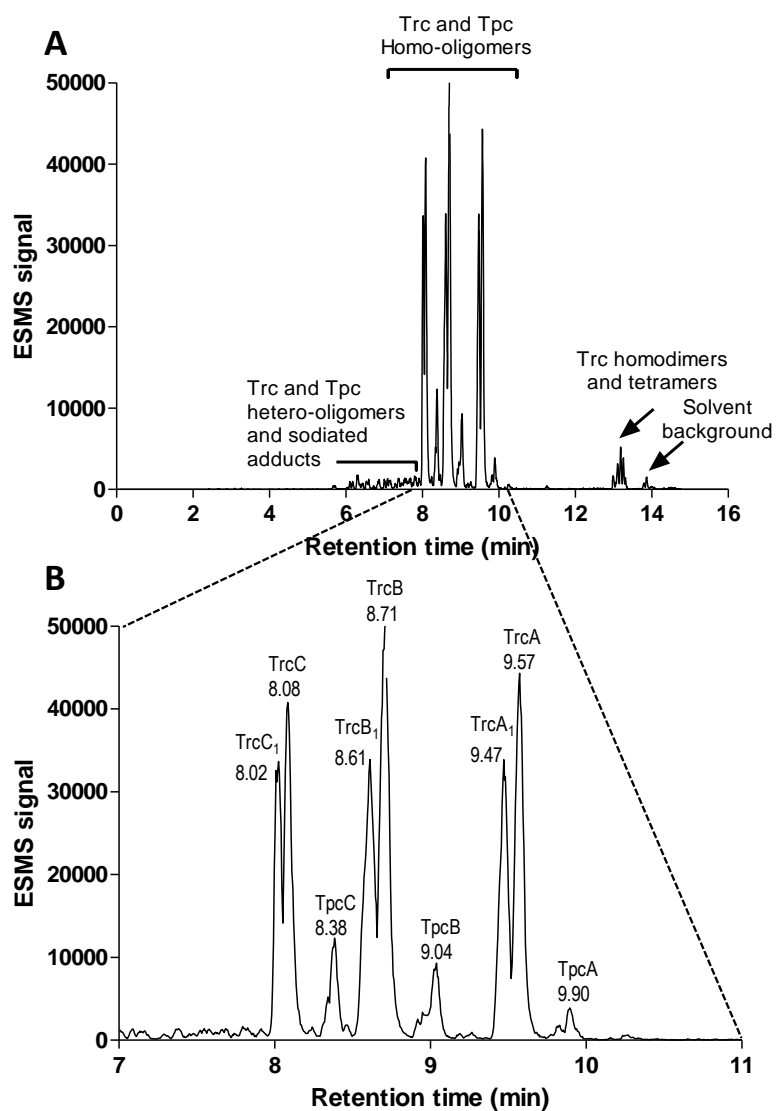 A
Trc and Tpc
Homo-oligomers
50000
40000
30000
20000
10000
0
ESMS signal
Trc and Tpc
hetero-oligomers
and sodiated
adducts
Trc homodimers
and tetramers
Solvent
background
0 2 4 6 8 10 12 14 16
Retention time (min)
B
50000
40000
30000
20000
10000
0
ESMS signal
TrcC₁
8.02
TrcC
8.08
TpcC
8.38
TrcB₁
8.61
TrcB
8.71
TpcB
9.04
TrcA₁
9.47
TrcA
9.57
TpcA
9.90
7 8 9 10 11
Retention time (min)